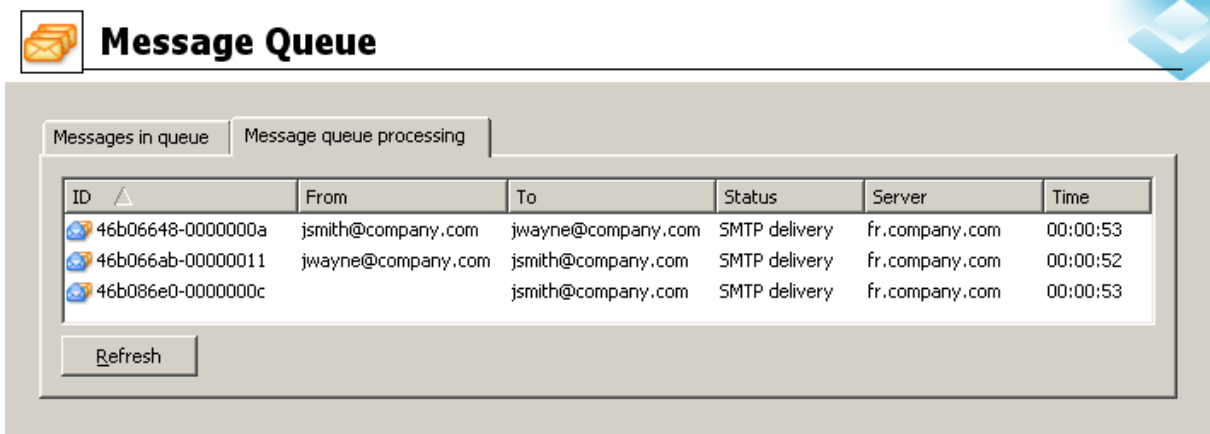 Message Queue
Messages in queue Message queue processing
ID From To Status Server Time
46b06648-0000000a jsmith@company.com jwayne@company.com SMTP delivery fr.company.com 00:00:53
46b066ab-00000011 jwayne@company.com jsmith@company.com SMTP delivery fr.company.com 00:00:52
46b086e0-0000000c jsmith@company.com SMTP delivery fr.company.com 00:00:53
Refresh